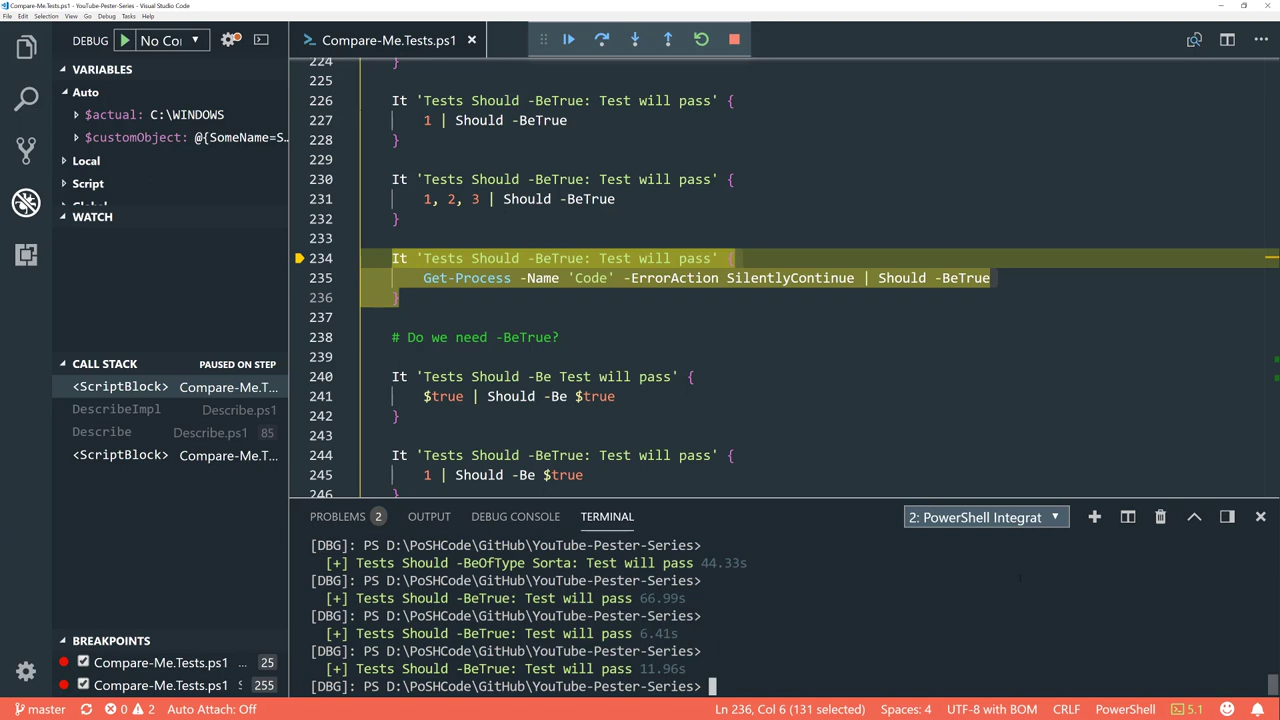 Compare-Me.Tests.ps1 - YouTube-Pester-Series - Visual Studio Code
File Edit Selection View Go Debug Tasks Help
DEBUG No Co
Compare-Me.Tests.ps1
VARIABLES
Auto
$actual: C:\WINDOWS
$customObject: @{SomeName=S…
Local
Script
WATCH
CALL STACK PAUSED ON STEP
<ScriptBlock> Compare-Me.T...
DescribeImpl Describe.ps1
Describe Describe.ps1 85
<ScriptBlock> Compare-Me.T...
BREAKPOINTS
Compare-Me.Tests.ps1 ... 25
Compare-Me.Tests.ps1 255
224 }
225
226 It 'Tests Should -BeTrue: Test will pass' {
227 1 | Should -BeTrue
228 }
229
230 It 'Tests Should -BeTrue: Test will pass' {
231 1, 2, 3 | Should -BeTrue
232 }
233
234 It 'Tests Should -BeTrue: Test will pass' {
235 Get-Process -Name 'Code' -ErrorAction SilentlyContinue | Should -BeTrue
236 }
237
238 # Do we need -BeTrue?
239
240 It 'Tests Should -Be Test will pass' {
241 $true | Should -Be $true
242 }
243
244 It 'Tests Should -BeTrue: Test will pass' {
245 1 | Should -Be $true
246 }
PROBLEMS 2 OUTPUT DEBUG CONSOLE TERMINAL 2: PowerShell Integrat
[DBG]: PS D:\PoSHCode\GitHub\YouTube-Pester-Series>
[+] Tests Should -BeOfType Sorta: Test will pass 44.33s
[DBG]: PS D:\PoSHCode\GitHub\YouTube-Pester-Series>
[+] Tests Should -BeTrue: Test will pass 66.99s
[DBG]: PS D:\PoSHCode\GitHub\YouTube-Pester-Series>
[+] Tests Should -BeTrue: Test will pass 6.41s
[DBG]: PS D:\PoSHCode\GitHub\YouTube-Pester-Series>
[+] Tests Should -BeTrue: Test will pass 11.96s
[DBG]: PS D:\PoSHCode\GitHub\YouTube-Pester-Series>
master 0 2 Auto Attach: Off Ln 236, Col 6 (131 selected) Spaces: 4 UTF-8 with BOM CRLF PowerShell 5.1